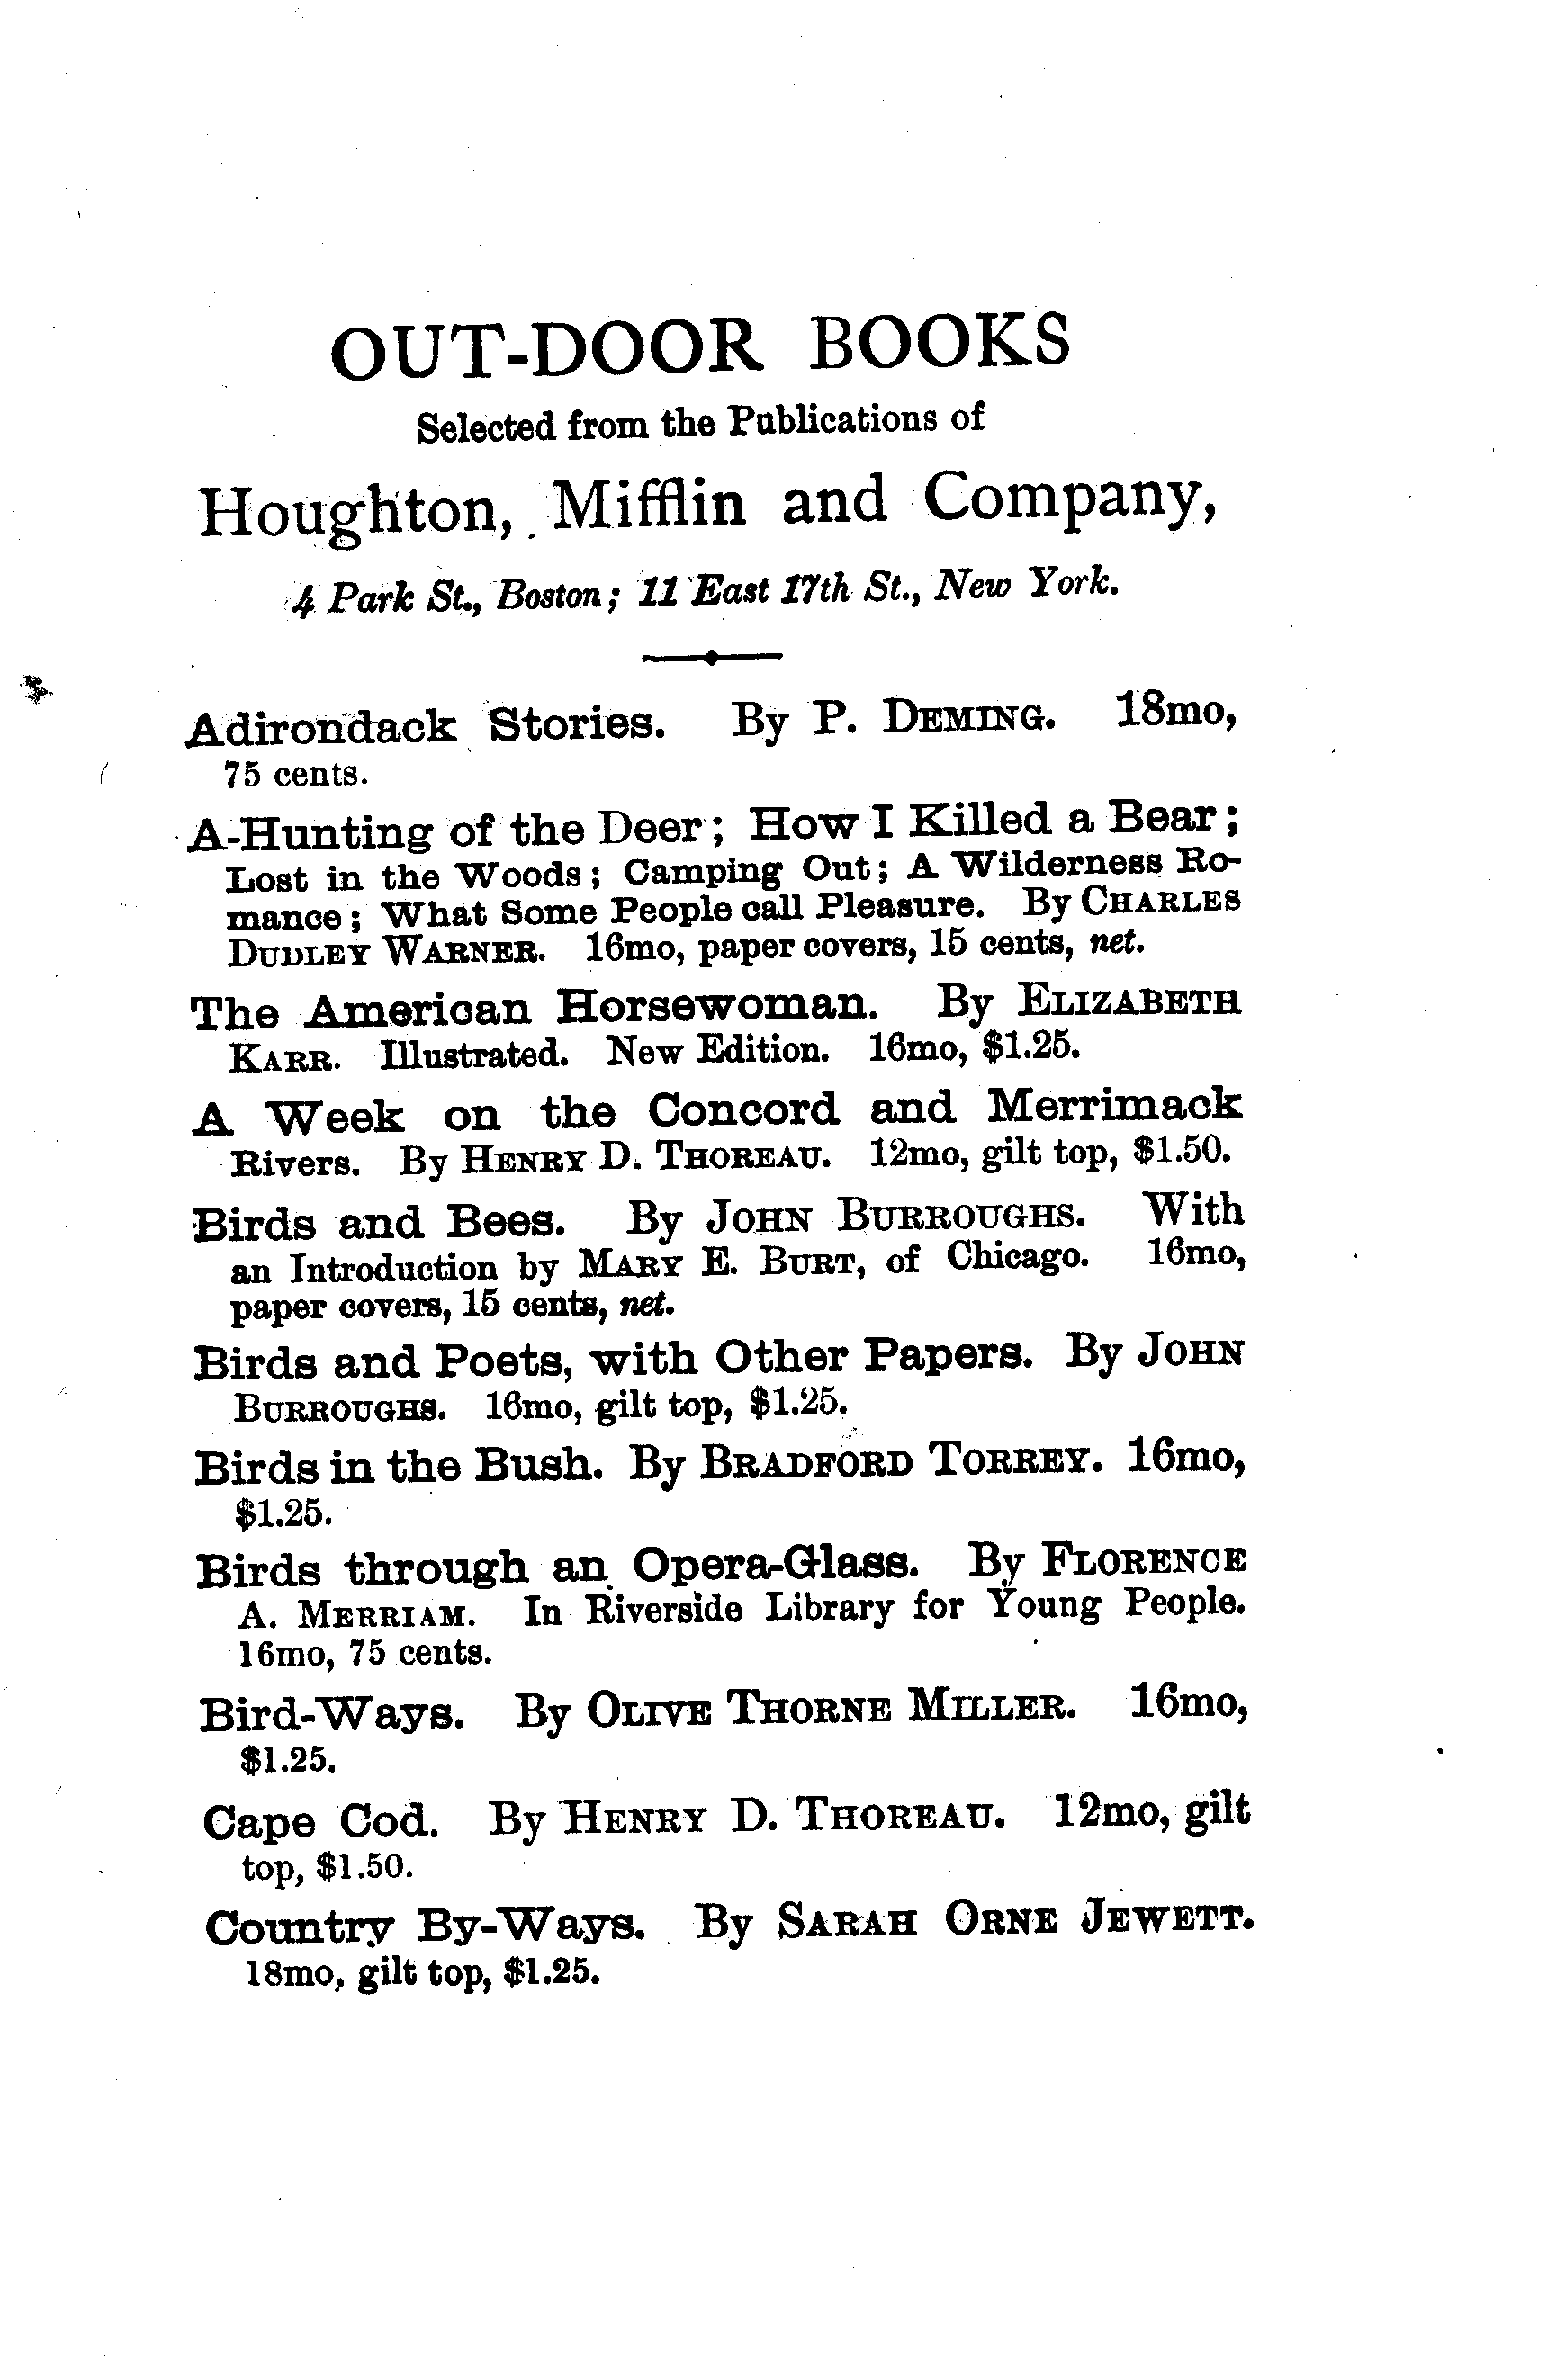 OUT-DOOR BOOKS
Selected from the Publications of
Houghton, Mifflin and Company,
4 Park St., Boston; 11 East 17th St., New York.
Adirondack Stories. By P. DEMING. 18mo,
75 cents.
A-Hunting of the Deer; How I Killed a Bear;
Lost in the Woods; Camping Out; A Wilderness Ro-
mance; What Some People call Pleasure. By CHARLES
DUDLEY WARNER. 16mo, paper covers, 15 cents, net.
The American Horsewoman. By ELIZABETH
KARR. Illustrated. New Edition. 16mo, $1.25.
A Week on the Concord and Merrimack
Rivers. By HENRY D. THOREAU. 12mo, gilt top, $1.50.
Birds and Bees. By JOHN BURROUGHS. With
an Introduction by MARY E. BURT, of Chicago. 16mo,
paper covers, 15 cents, net.
Birds and Poets, with Other Papers. By JOHN
BURROUGHS. 16mo, gilt top, $1.25.
Birds in the Bush. By BRADFORD TORREY. 16mo,
$1.25.
Birds through an Opera-Glass. By FLORENCE
A. MERRIAM. In Riverside Library for Young People.
16mo, 75 cents.
Bird-Ways. By OLIVE THORNE MILLER. 16mo,
$1.25.
Cape Cod. By HENRY D. THOREAU. 12mo, gilt
top, $1.50.
Country By-Ways. By SARAH ORNE JEWETT.
18mo, gilt top, $1.25.